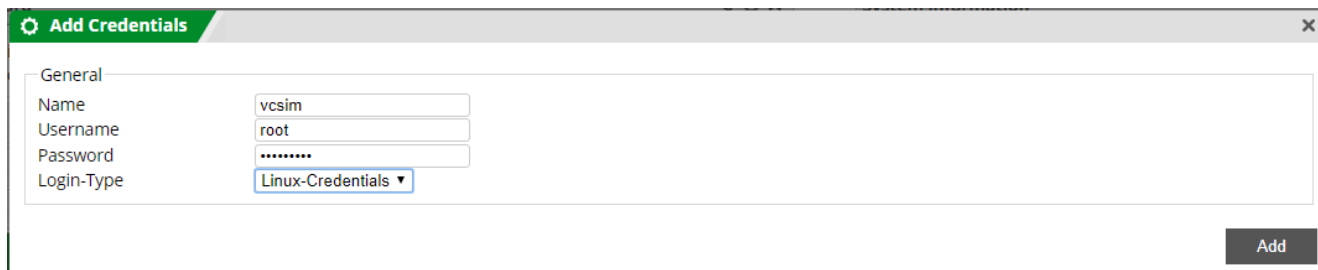 Add Credentials
General
Name vcsim
Username root
Password •••••••••
Login-Type Linux-Credentials
Add